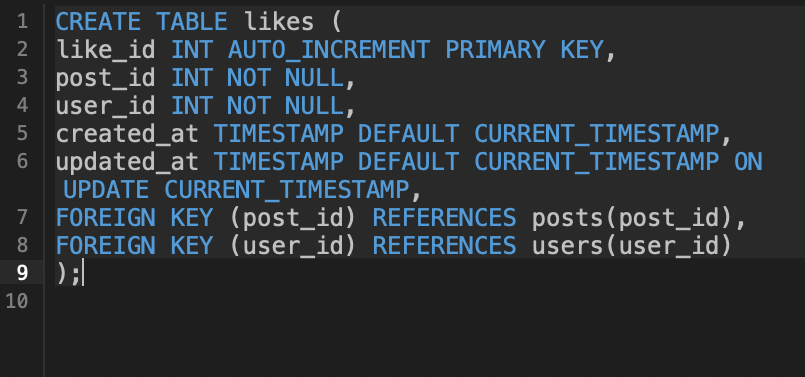 1 CREATE TABLE likes (
2 like_id INT AUTO_INCREMENT PRIMARY KEY,
3 post_id INT NOT NULL,
4 user_id INT NOT NULL,
5 created_at TIMESTAMP DEFAULT CURRENT_TIMESTAMP,
6 updated_at TIMESTAMP DEFAULT CURRENT_TIMESTAMP ON
UPDATE CURRENT_TIMESTAMP,
7 FOREIGN KEY (post_id) REFERENCES posts(post_id),
8 FOREIGN KEY (user_id) REFERENCES users(user_id)
9 );
10